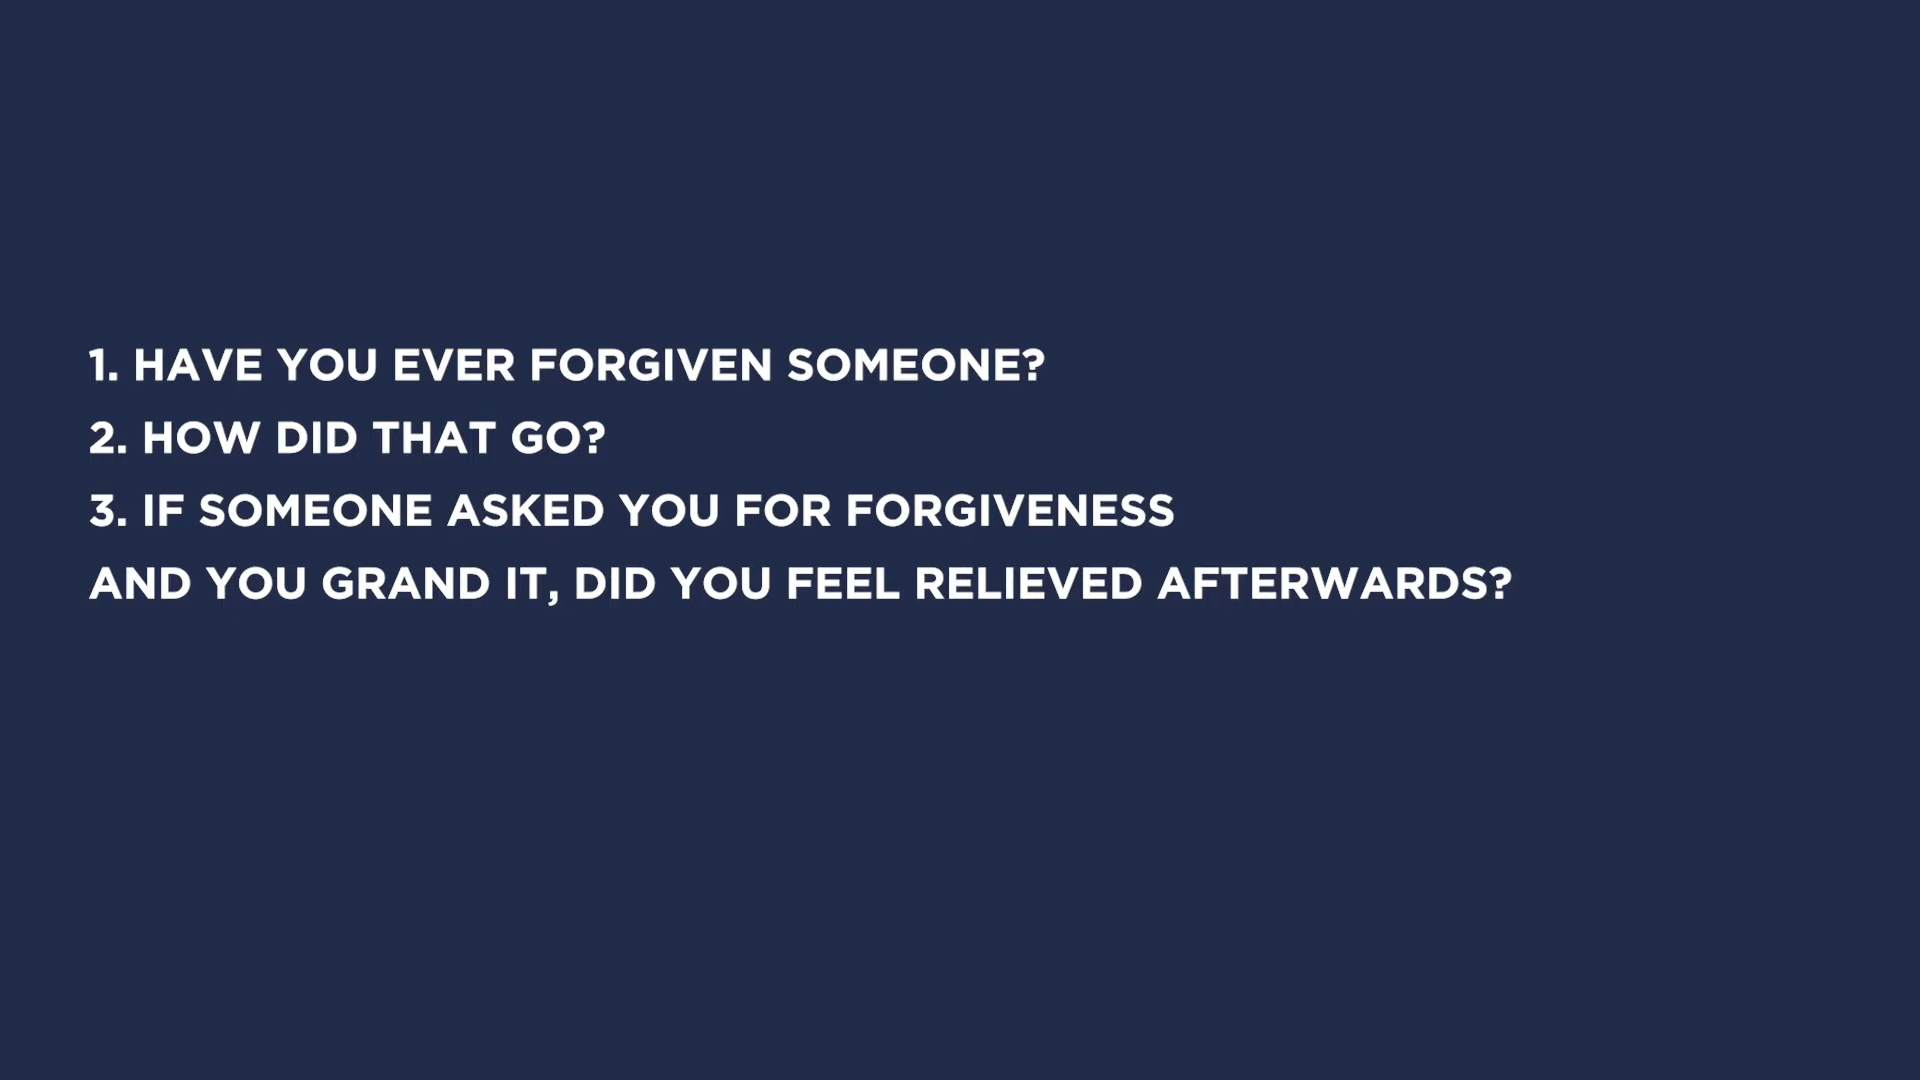 1. HAVE YOU EVER FORGIVEN SOMEONE?
2. HOW DID THAT GO?
3. IF SOMEONE ASKED YOU FOR FORGIVENESS
AND YOU GRAND IT, DID YOU FEEL RELIEVED AFTERWARDS?